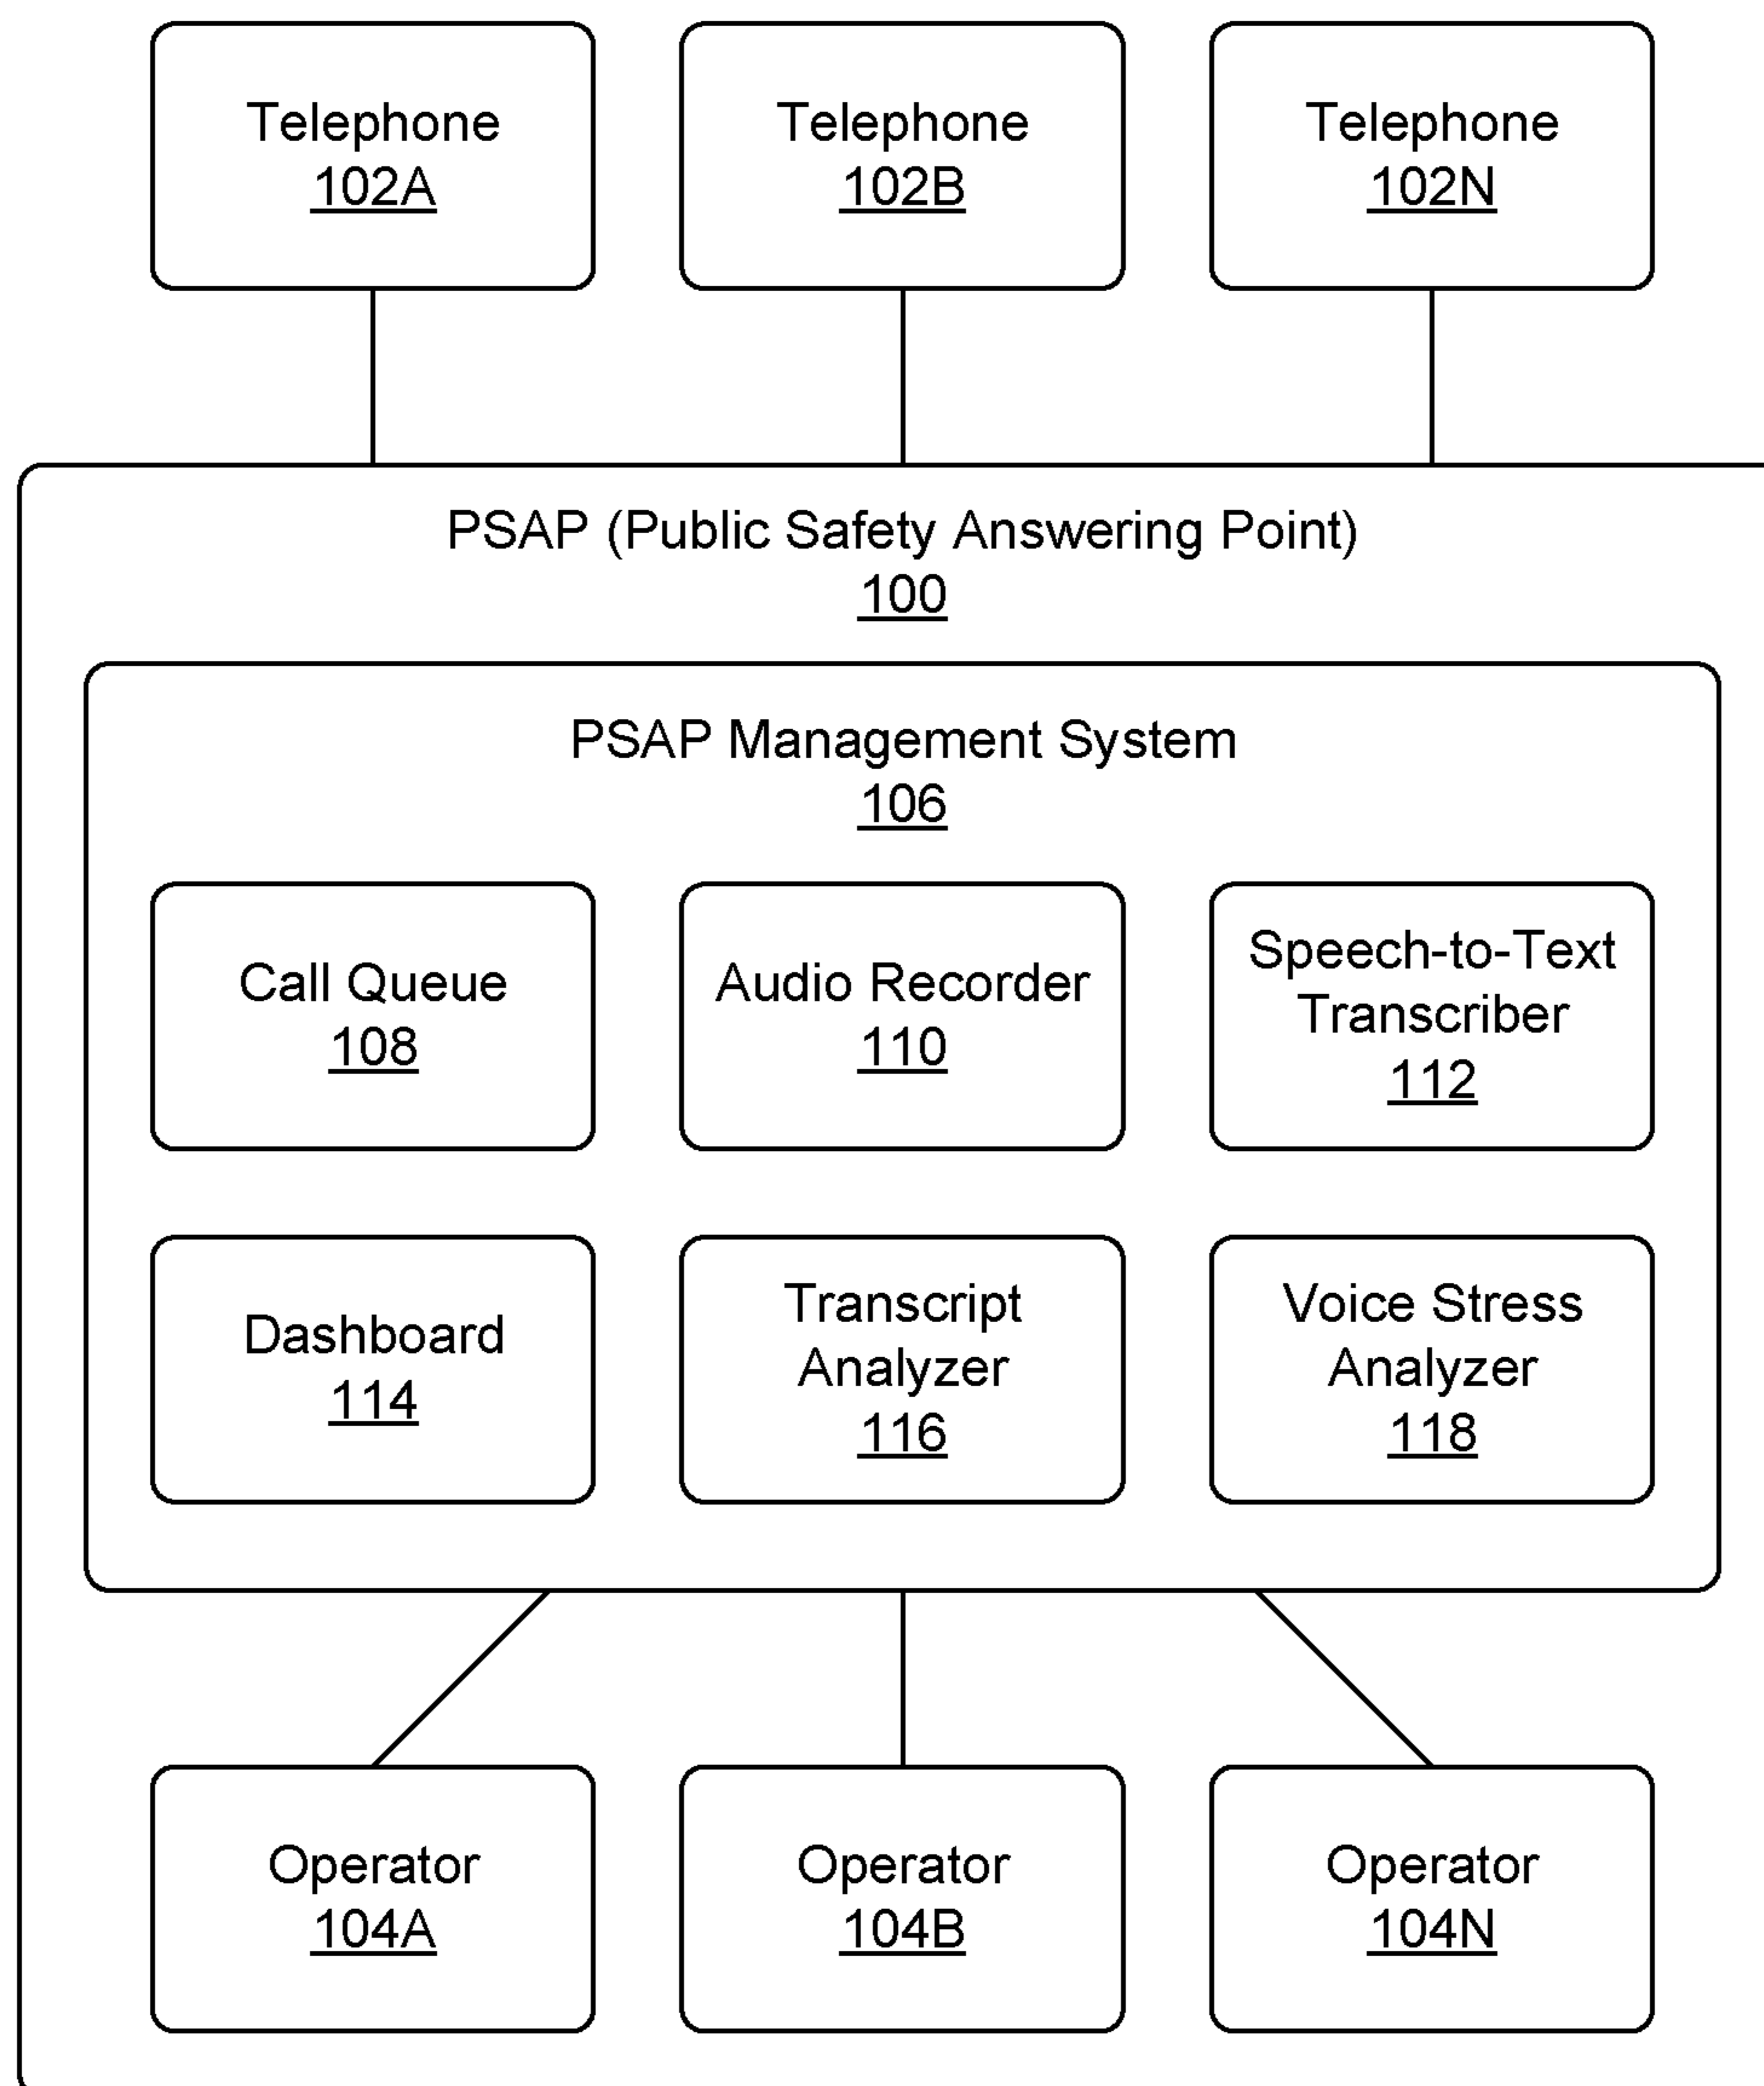 Telephone
102A
Telephone
102B
Telephone
102N
PSAP (Public Safety Answering Point)
100
PSAP Management System
106
Call Queue
108
Audio Recorder
110
Speech-to-Text
Transcriber
112
Dashboard
114
Transcript
Analyzer
116
Voice Stress
Analyzer
118
Operator
104A
Operator
104B
Operator
104N